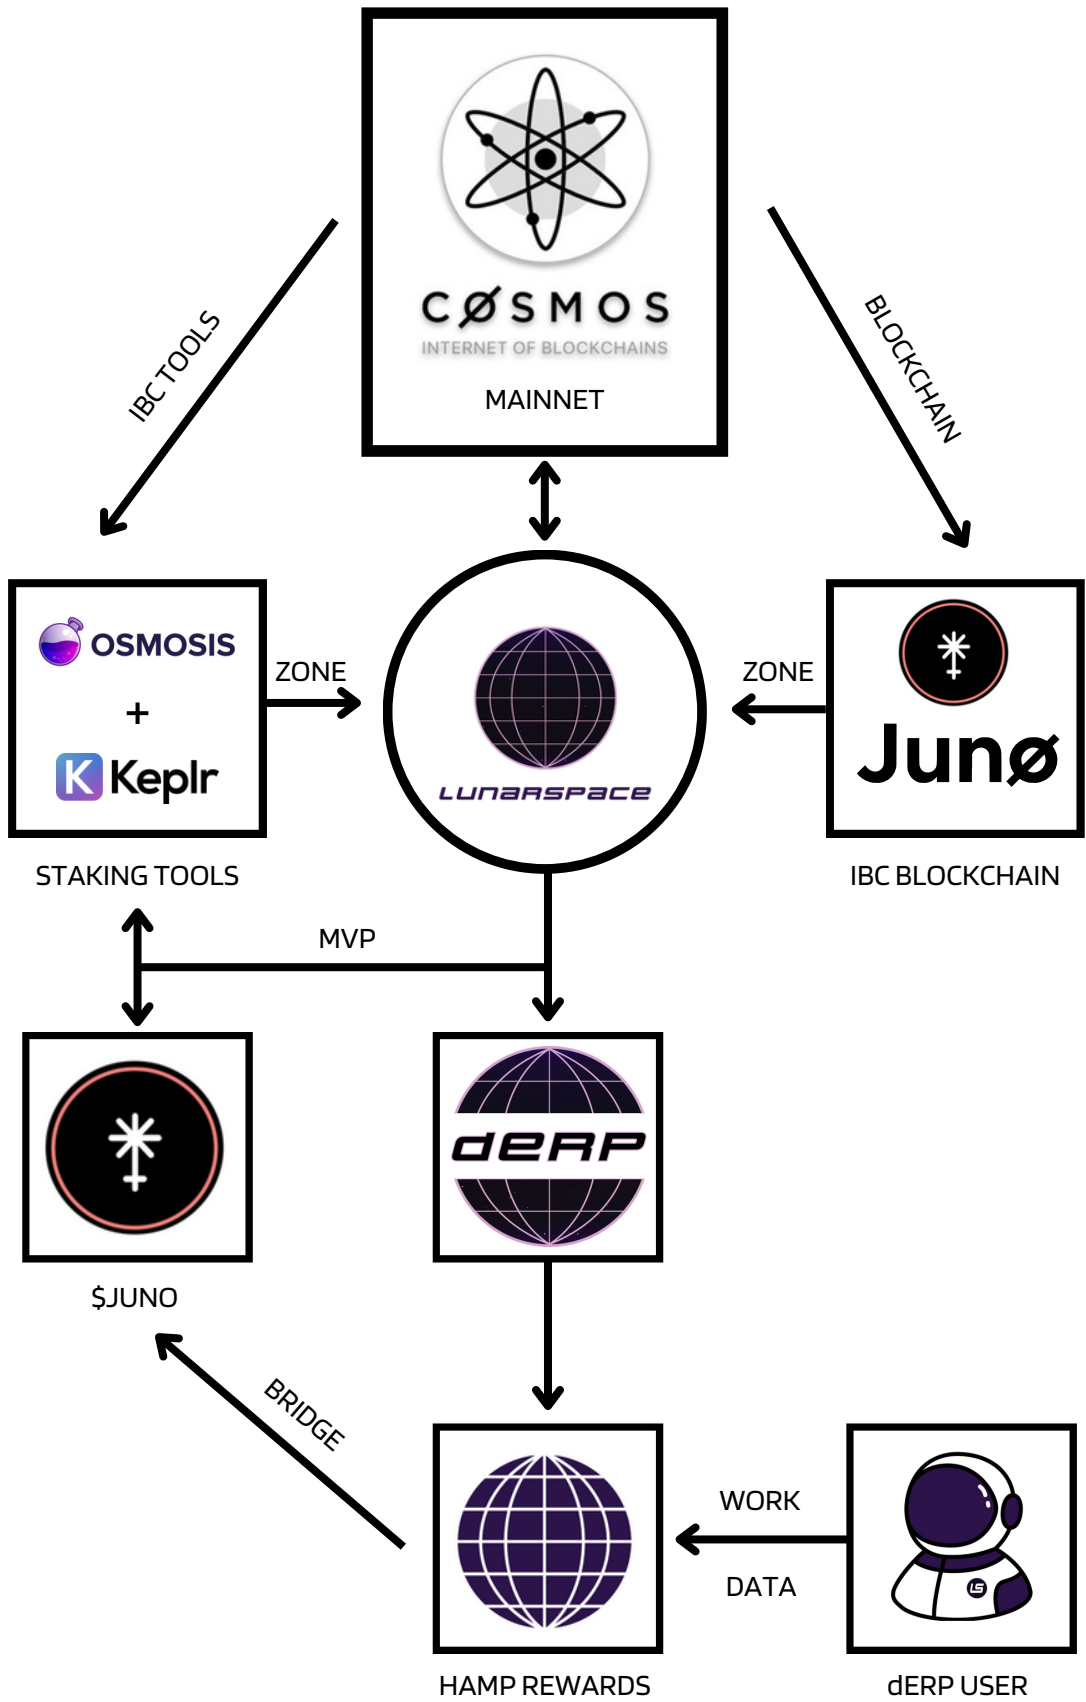 CØSMOS
INTERNET OF BLOCKCHAINS
MAINNET
IBC TOOLS
BLOCKCHAIN
OSMOSIS
+
K Keplr
ZONE
LUNARSPACE
ZONE
Junø
STAKING TOOLS
IBC BLOCKCHAIN
MVP
dERP
$JUNO
BRIDGE
WORK
DATA
LS
HAMP REWARDS
dERP USER